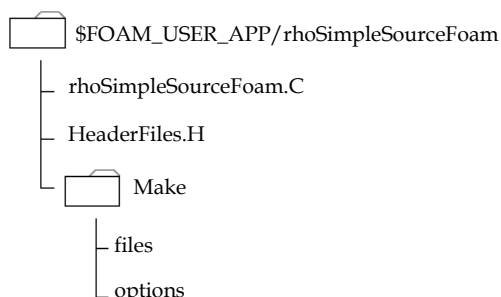 $FOAM_USER_APP/rhoSimpleSourceFoam
rhoSimpleSourceFoam.C
HeaderFiles.H
Make
files
options